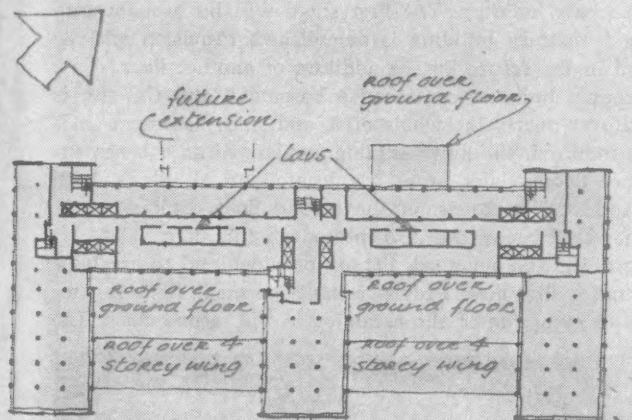 future
extension
roof over
ground floor
lavs
roof over
ground floor
roof over 4
storey wing
roof over
ground floor
roof over 4
storey wing